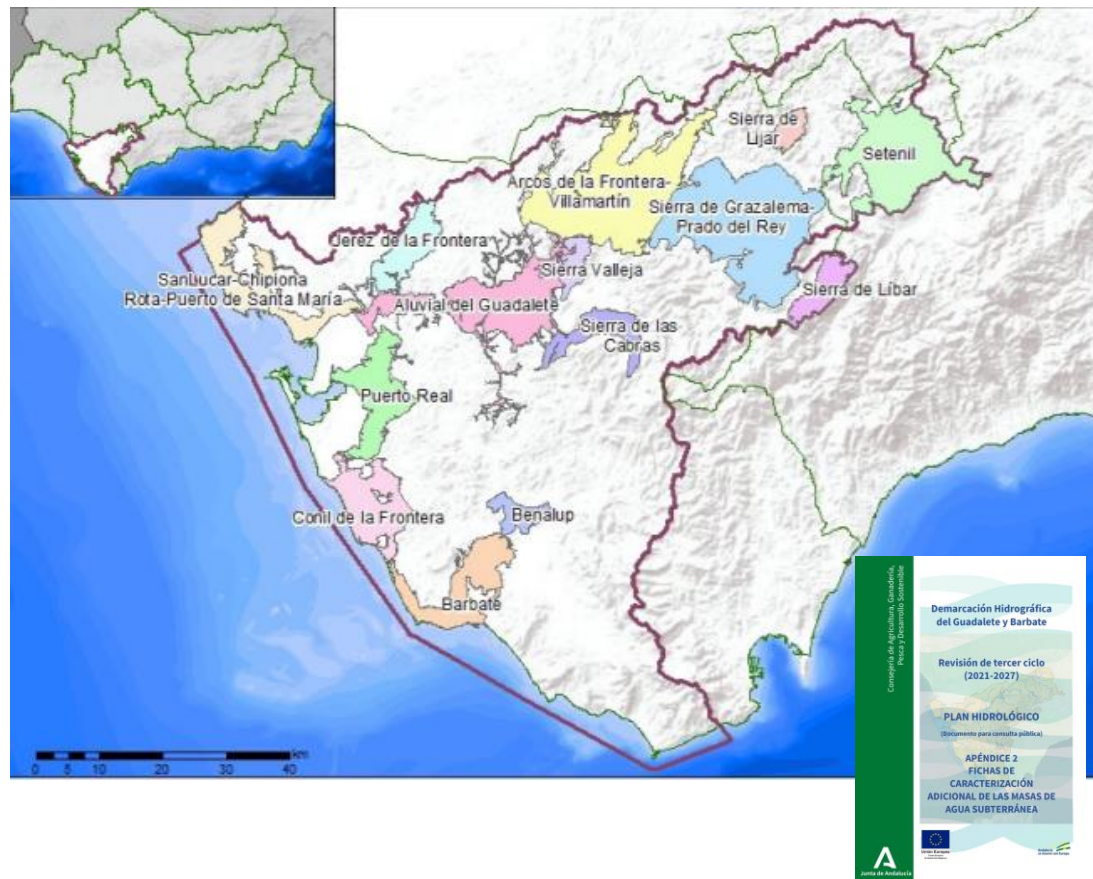 Sierra de
Lijar
Setenil
Arcos de la Frontera-
Villamartín
Sierra de Grazalema-
Prado del Rey
Jerez de la Frontera
Sierra Valleja
SanLucar-Chipiona
Rota-Puerto de Santa María
Aluvial del Guadalete
Sierra de Líbar
Sierra de las
Cabras
Puerto Real
Conil de la Frontera
Benalup
Barbate
km
0 5 10 20 30 40
Consejería de Agricultura, Ganadería,
Pesca y Desarrollo Sostenible
Demarcación Hidrográfica
del Guadalete y Barbate
Revisión de tercer ciclo
(2021-2027)
PLAN HIDROLÓGICO
(Documento para consulta pública)
APÉNDICE 2
FICHAS DE
CARACTERIZACIÓN
ADICIONAL DE LAS MASAS DE
AGUA SUBTERRÁNEA
Unión Europea
Junta de Andalucía